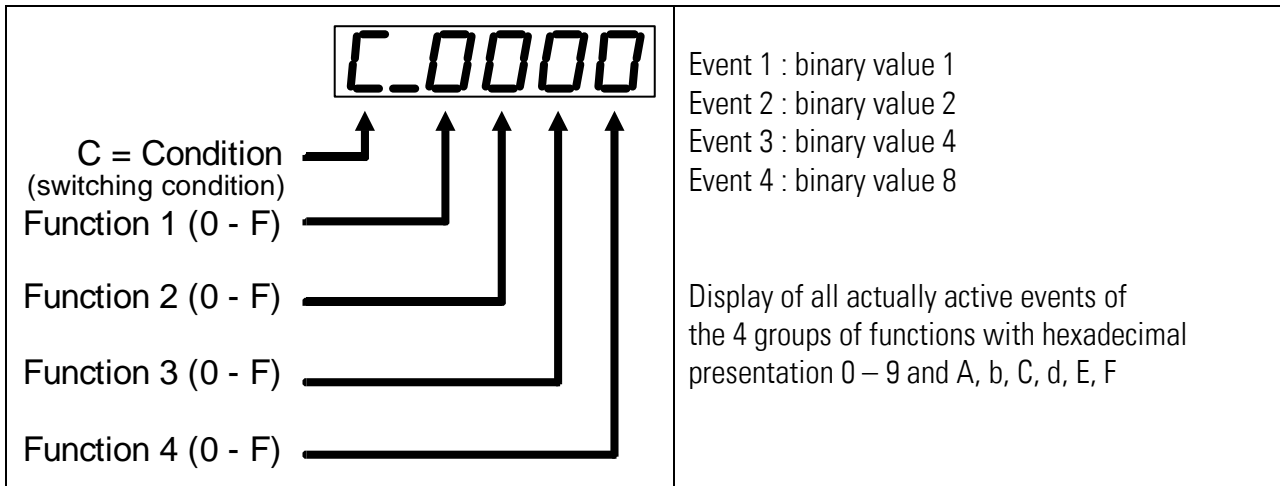 C_0000
C = Condition
(switching condition)
Function 1 (0 - F)
Function 2 (0 - F)
Function 3 (0 - F)
Function 4 (0 - F)
Event 1 : binary value 1
Event 2 : binary value 2
Event 3 : binary value 4
Event 4 : binary value 8
Display of all actually active events of
the 4 groups of functions with hexadecimal
presentation 0 – 9 and A, b, C, d, E, F